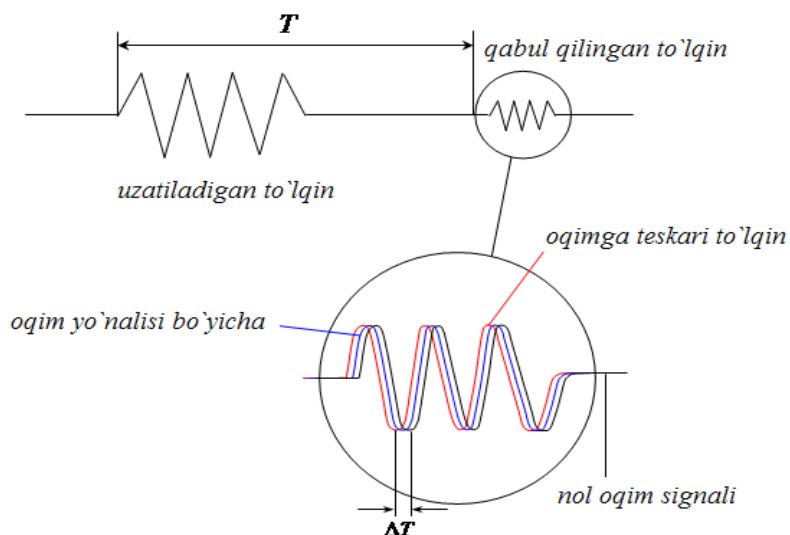 T
qabul qilingan to`lqin
uzatiladigan to`lqin
oqimga teskari to`lqin
oqim yo`nalisi bo`yicha
nol oqim signali
ΔT